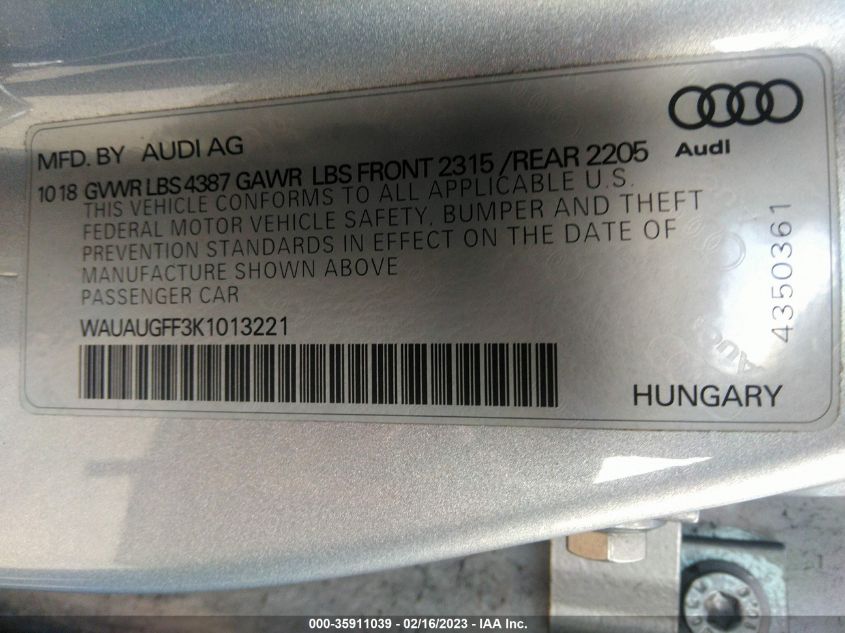 MFD. BY AUDI AG
Audi
10 18 GVWR LBS 4387 GAWR LBS FRONT 2315 /REAR 2205
THIS VEHICLE CONFORMS TO ALL APPLICABLE U.S.
FEDERAL MOTOR VEHICLE SAFETY, BUMPER AND THEFT
PREVENTION STANDARDS IN EFFECT ON THE DATE OF
MANUFACTURE SHOWN ABOVE
PASSENGER CAR
WAUAUGFF3K1013221
4350361
HUNGARY
000-35911039 - 02/16/2023 - IAA Inc.